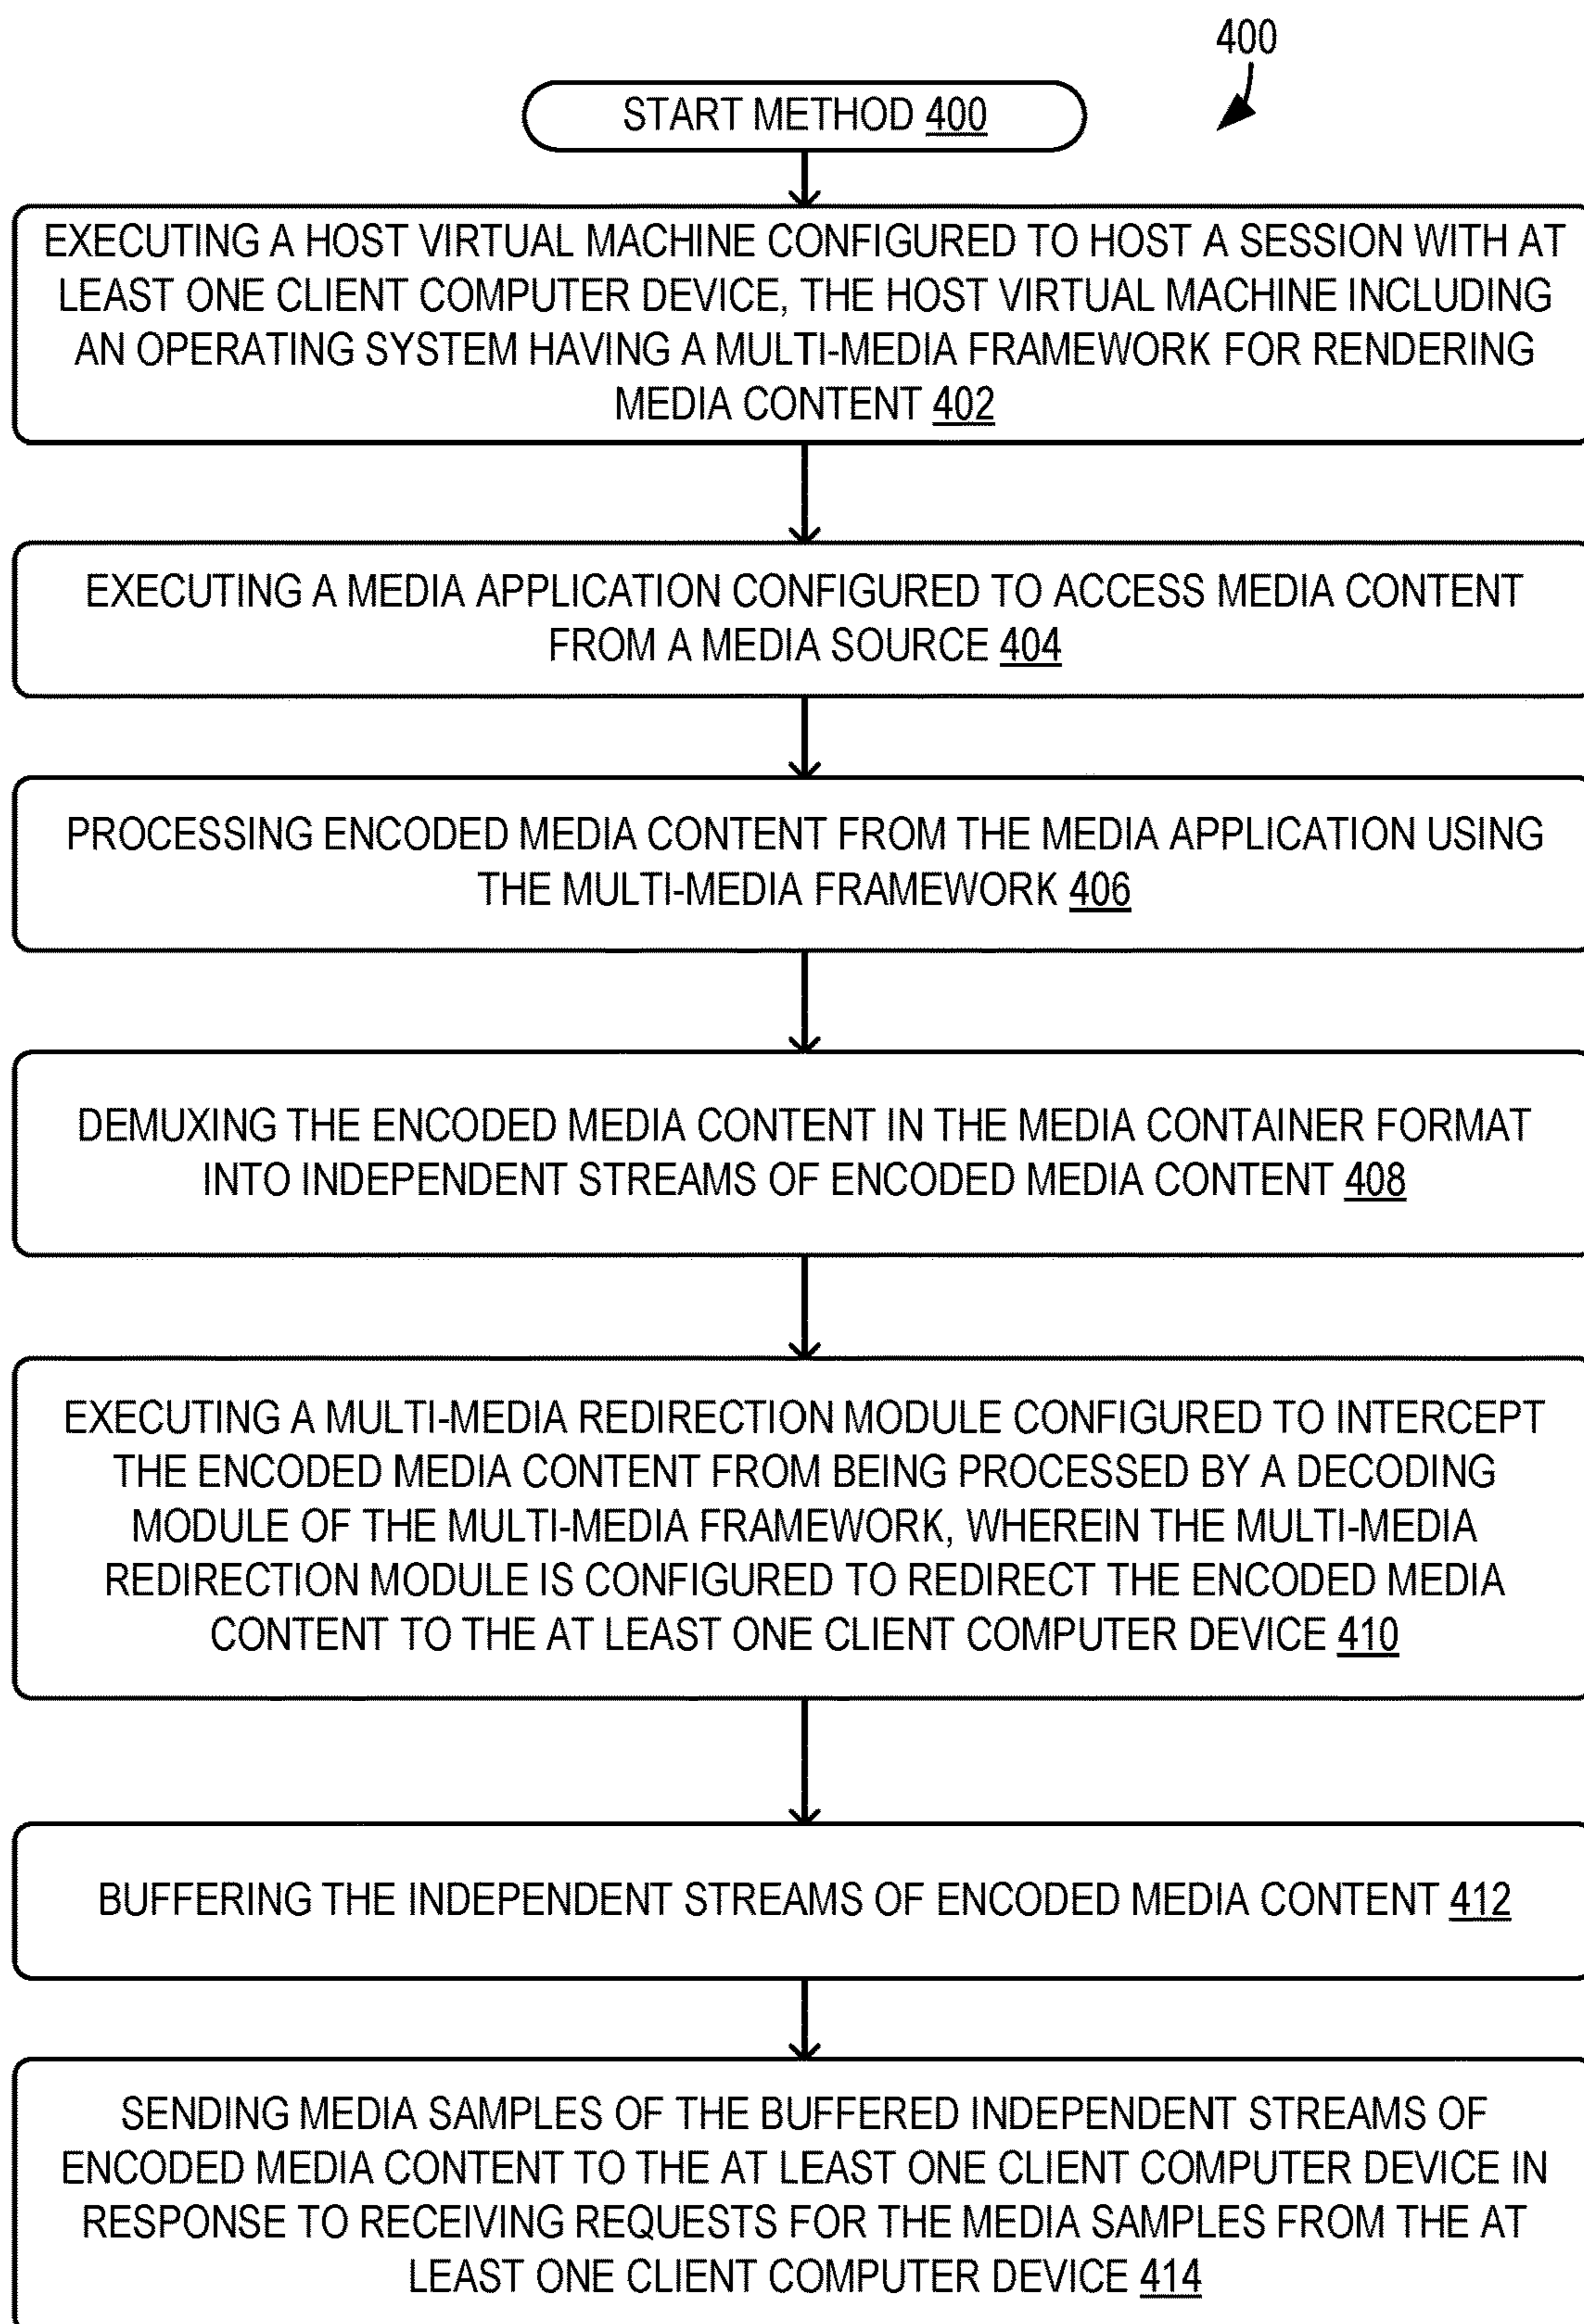 400
START METHOD 400
EXECUTING A HOST VIRTUAL MACHINE CONFIGURED TO HOST A SESSION WITH AT
LEAST ONE CLIENT COMPUTER DEVICE, THE HOST VIRTUAL MACHINE INCLUDING
AN OPERATING SYSTEM HAVING A MULTI-MEDIA FRAMEWORK FOR RENDERING
MEDIA CONTENT 402
EXECUTING A MEDIA APPLICATION CONFIGURED TO ACCESS MEDIA CONTENT
FROM A MEDIA SOURCE 404
PROCESSING ENCODED MEDIA CONTENT FROM THE MEDIA APPLICATION USING
THE MULTI-MEDIA FRAMEWORK 406
DEMUXING THE ENCODED MEDIA CONTENT IN THE MEDIA CONTAINER FORMAT
INTO INDEPENDENT STREAMS OF ENCODED MEDIA CONTENT 408
EXECUTING A MULTI-MEDIA REDIRECTION MODULE CONFIGURED TO INTERCEPT
THE ENCODED MEDIA CONTENT FROM BEING PROCESSED BY A DECODING
MODULE OF THE MULTI-MEDIA FRAMEWORK, WHEREIN THE MULTI-MEDIA
REDIRECTION MODULE IS CONFIGURED TO REDIRECT THE ENCODED MEDIA
CONTENT TO THE AT LEAST ONE CLIENT COMPUTER DEVICE 410
BUFFERING THE INDEPENDENT STREAMS OF ENCODED MEDIA CONTENT 412
SENDING MEDIA SAMPLES OF THE BUFFERED INDEPENDENT STREAMS OF
ENCODED MEDIA CONTENT TO THE AT LEAST ONE CLIENT COMPUTER DEVICE IN
RESPONSE TO RECEIVING REQUESTS FOR THE MEDIA SAMPLES FROM THE AT
LEAST ONE CLIENT COMPUTER DEVICE 414